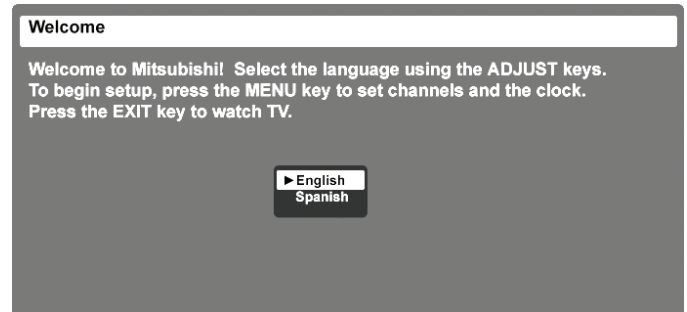 Welcome
Welcome to Mitsubishi! Select the language using the ADJUST keys.
To begin setup, press the MENU key to set channels and the clock.
Press the EXIT key to watch TV.
►English
Spanish